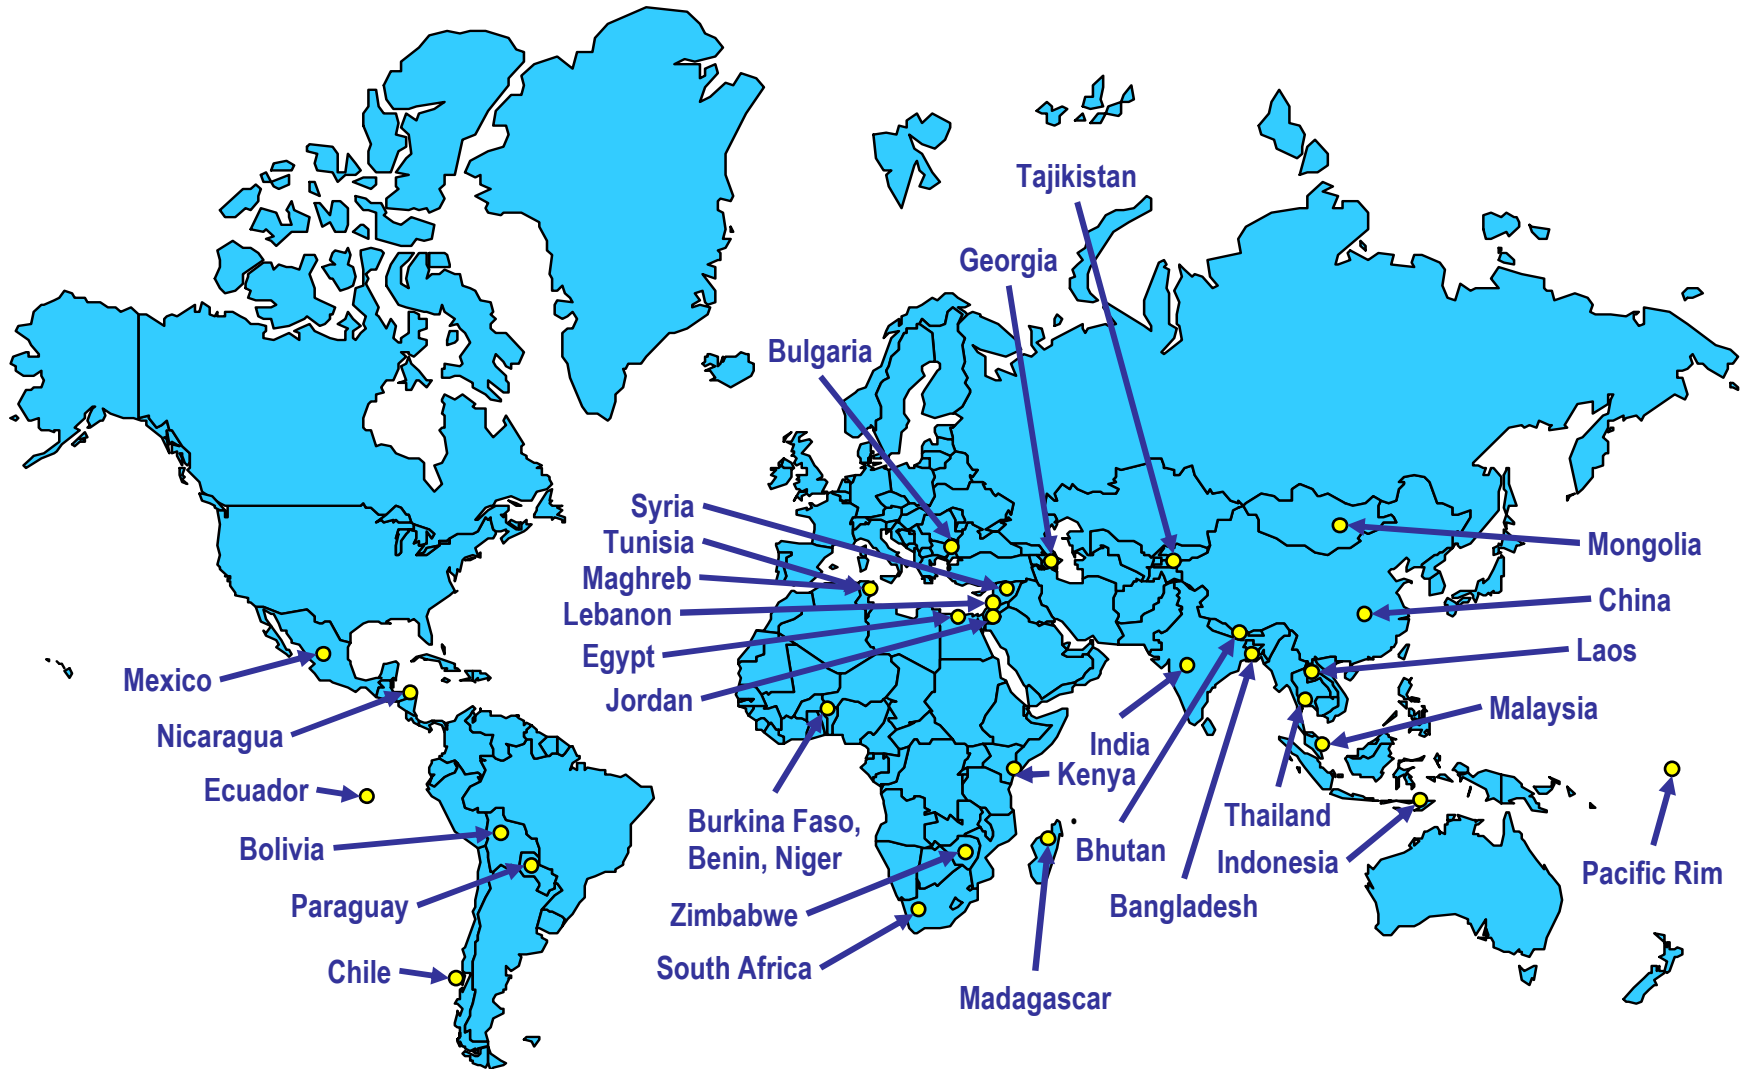 Tajikistan
Georgia
Bulgaria
Syria
Tunisia
Maghreb
Lebanon
Egypt
Jordan
Mongolia
China
Laos
Malaysia
Mexico
Nicaragua
Ecuador
Bolivia
Paraguay
Chile
Burkina Faso,
Benin, Niger
Zimbabwe
South Africa
Madagascar
India
Kenya
Bhutan
Bangladesh
Thailand
Indonesia
Pacific Rim